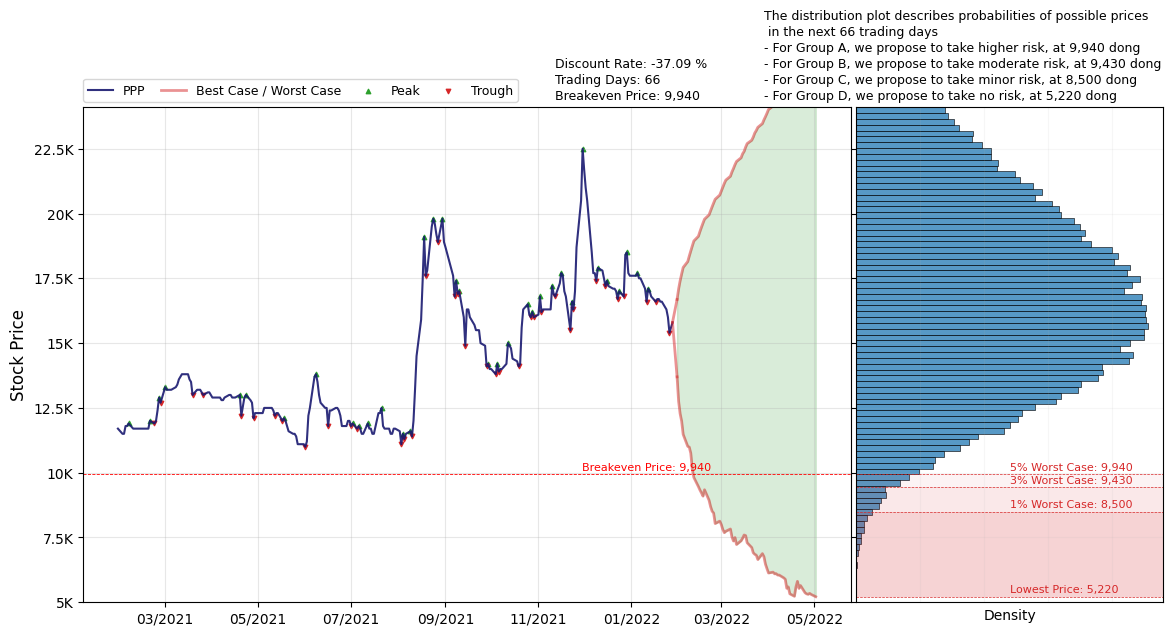 The distribution plot describes probabilities of possible prices
in the next 66 trading days
- For Group A, we propose to take higher risk, at 9,940 dong
- For Group B, we propose to take moderate risk, at 9,430 dong
- For Group C, we propose to take minor risk, at 8,500 dong
- For Group D, we propose to take no risk, at 5,220 dong
Discount Rate: -37.09 %
Trading Days: 66
Breakeven Price: 9,940
PPP
Best Case / Worst Case
Peak
Trough
Stock Price
22.5K
20K
17.5K
15K
12.5K
10K
7.5K
5K
Breakeven Price: 9,940
5% Worst Case: 9,940
3% Worst Case: 9,430
1% Worst Case: 8,500
Lowest Price: 5,220
03/2021
05/2021
07/2021
09/2021
11/2021
01/2022
03/2022
05/2022
Density